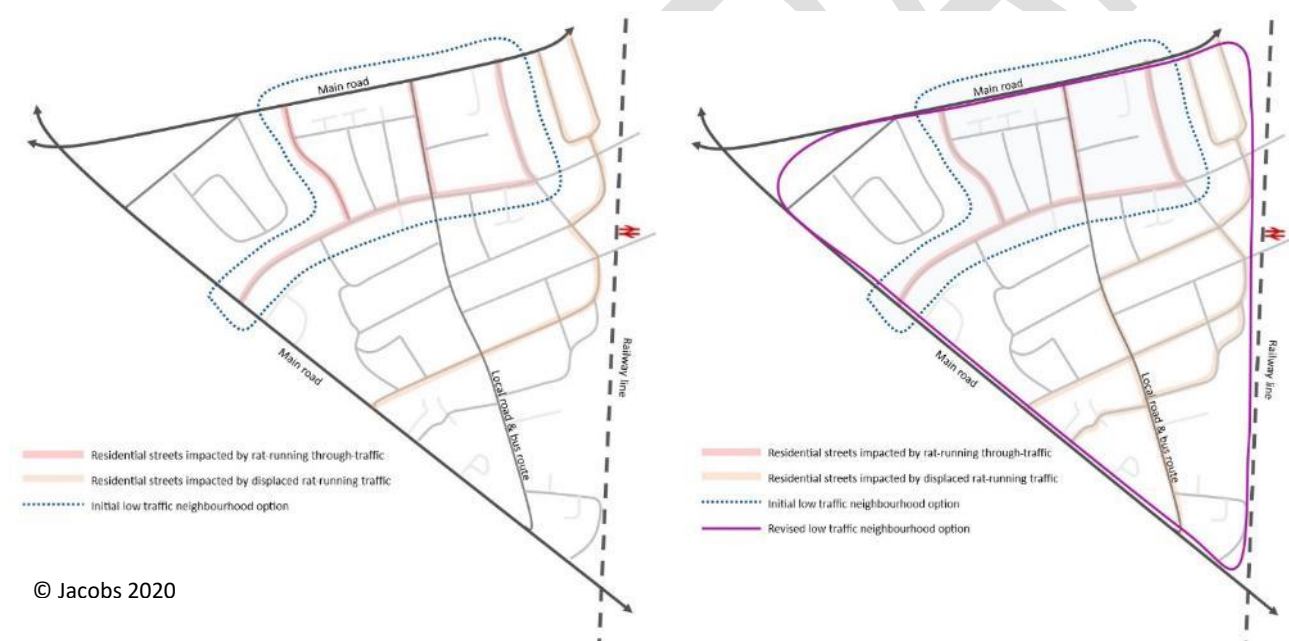 Main road
Main road
Railway line
Local road & bus route
Residential streets impacted by rat-running through-traffic
Residential streets impacted by displaced rat-running traffic
Initial low traffic neighbourhood option
© Jacobs 2020
Main road
Main road
Railway line
Local road & bus route
Residential streets impacted by rat-running through-traffic
Residential streets impacted by displaced rat-running traffic
Initial low traffic neighbourhood option
Revised low traffic neighbourhood option